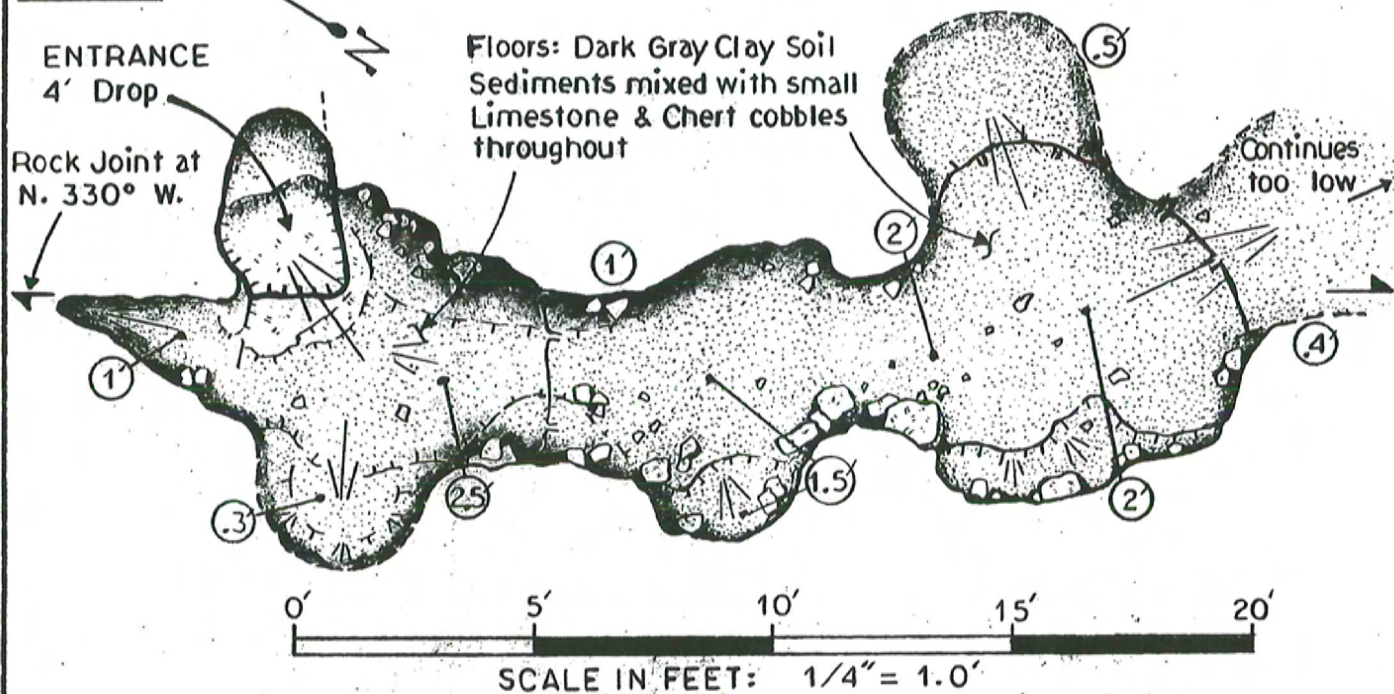 N
ENTRANCE
4' Drop
Rock Joint at
N. 330° W.
Floors: Dark Gray Clay Soil
Sediments mixed with small
Limestone & Chert cobbles
throughout
.5'
Continues
too low
2'
1'
1'
.4'
.3'
2.5'
1.5'
2'
0' 5' 10' 15' 20'
SCALE IN FEET: 1/4" = 1.0'